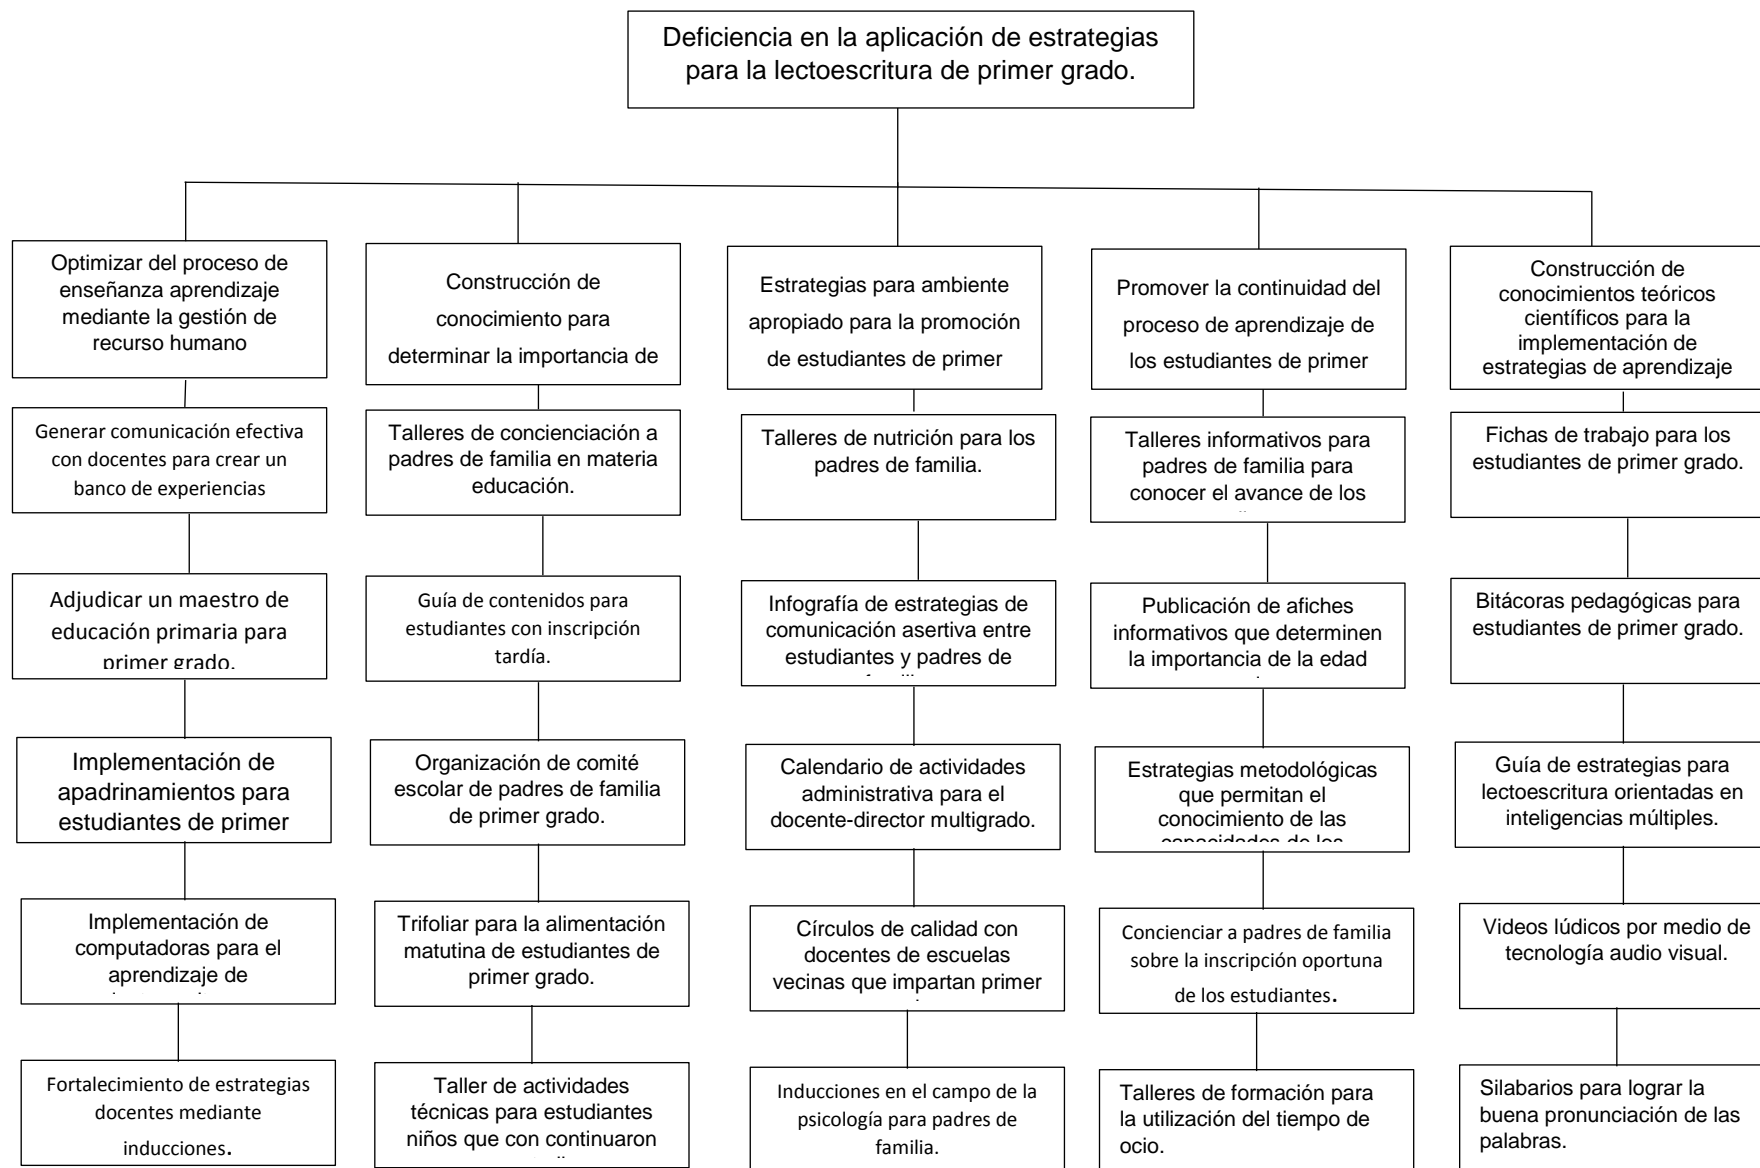 Deficiencia en la aplicación de estrategias
para la lectoescritura de primer grado.
Optimizar del proceso de
enseñanza aprendizaje
mediante la gestión de
recurso humano
Construcción de
conocimiento para
determinar la importancia de
Estrategias para ambiente
apropiado para la promoción
de estudiantes de primer
Promover la continuidad del
proceso de aprendizaje de
los estudiantes de primer
Construcción de
conocimientos teóricos
científicos para la
implementación de
estrategias de aprendizaje
Generar comunicación efectiva
con docentes para crear un
banco de experiencias
Talleres de concienciación a
padres de familia en materia
educación.
Talleres de nutrición para los
padres de familia.
Talleres informativos para
padres de familia para
conocer el avance de los
Fichas de trabajo para los
estudiantes de primer grado.
Adjudicar un maestro de
educación primaria para
primer grado.
Guía de contenidos para
estudiantes con inscripción
tardía.
Infografía de estrategias de
comunicación asertiva entre
estudiantes y padres de
Publicación de afiches
informativos que determinen
la importancia de la edad
Bitácoras pedagógicas para
estudiantes de primer grado.
Implementación de
apadrinamientos para
estudiantes de primer
Organización de comité
escolar de padres de familia
de primer grado.
Calendario de actividades
administrativa para el
docente-director multigrado.
Estrategias metodológicas
que permitan el
conocimiento de las
capacidades de los
Guía de estrategias para
lectoescritura orientadas en
inteligencias múltiples.
Implementación de
computadoras para el
aprendizaje de
Trifoliar para la alimentación
matutina de estudiantes de
primer grado.
Círculos de calidad con
docentes de escuelas
vecinas que impartan primer
Concienciar a padres de familia
sobre la inscripción oportuna
de los estudiantes.
Videos lúdicos por medio de
tecnología audio visual.
Fortalecimiento de estrategias
docentes mediante
inducciones.
Taller de actividades
técnicas para estudiantes
niños que con continuaron
Inducciones en el campo de la
psicología para padres de
familia.
Talleres de formación para
la utilización del tiempo de
ocio.
Silabarios para lograr la
buena pronunciación de las
palabras.